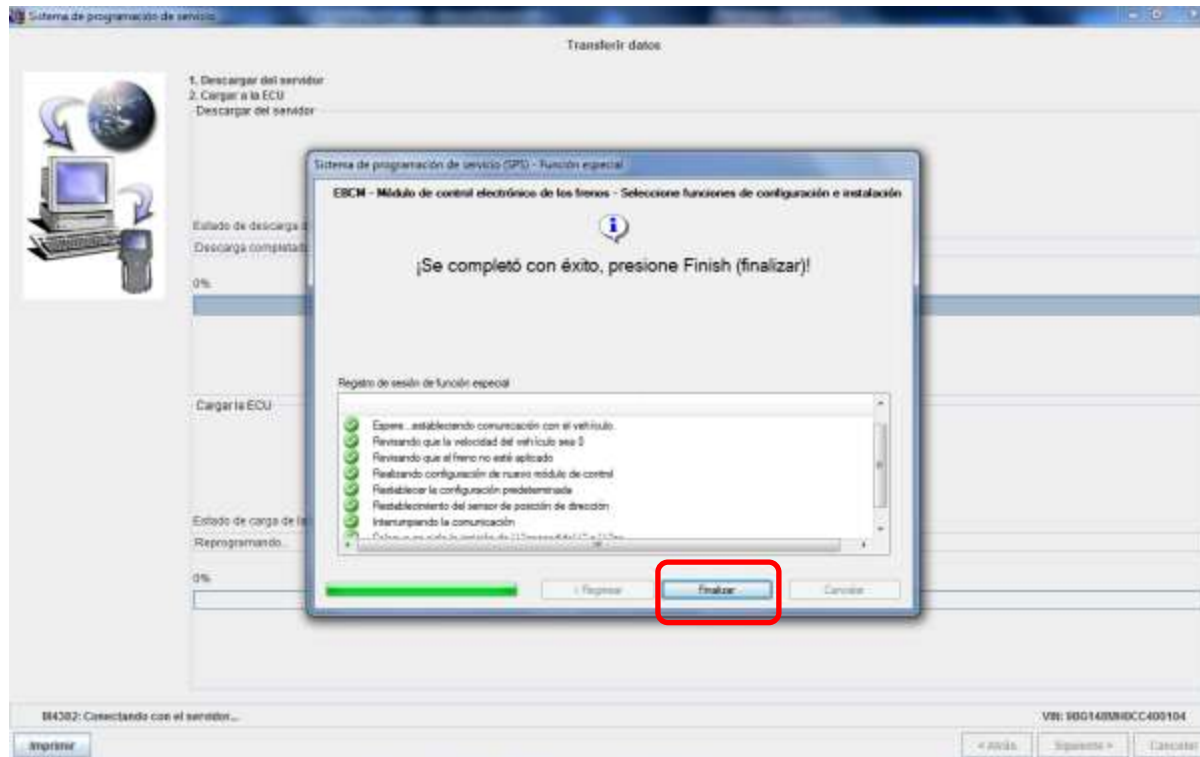 Sistema de programación de servicio
Transferir datos
1. Descargar del servidor
2. Cargar a la ECU
Descargar del servidor
Sistema de programación de servicio (SPS) - Función especial
EBCM - Módulo de control electrónico de los frenos - Seleccione funciones de configuración e instalación
Estado de descarga
Descarga completada
¡Se completó con éxito, presione Finish (finalizar)!
0%
Registro de sesión de función especial
Cargar la ECU
Espere...estableciendo comunicación con el vehículo.
Revisando que la velocidad del vehículo sea 0
Revisando que el freno no esté aplicado
Realizando configuración de nuevo módulo de control
Restablecer la configuración predeterminada
Restablecimiento del sensor de posición de dirección
Interrumpiendo la comunicación
Estado de carga de la
Reprogramando..
0%
< Regresar
Finalizar
Cancelar
Conectando con el servidor...
VIN:
Imprimir
< Atrás
Siguiente >
Cancelar